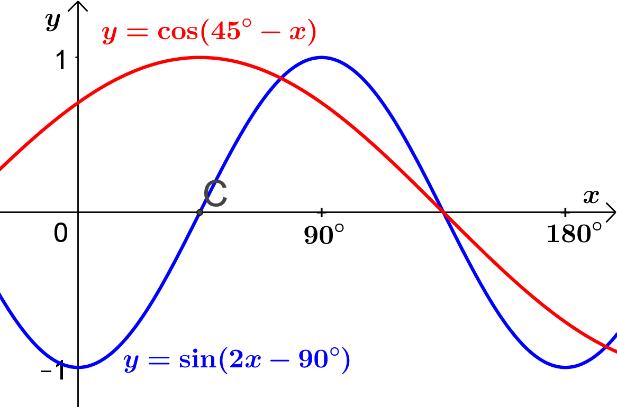 y
y = cos(45° − x)
1
C
x
0
90°
180°
−1
y = sin(2x − 90°)